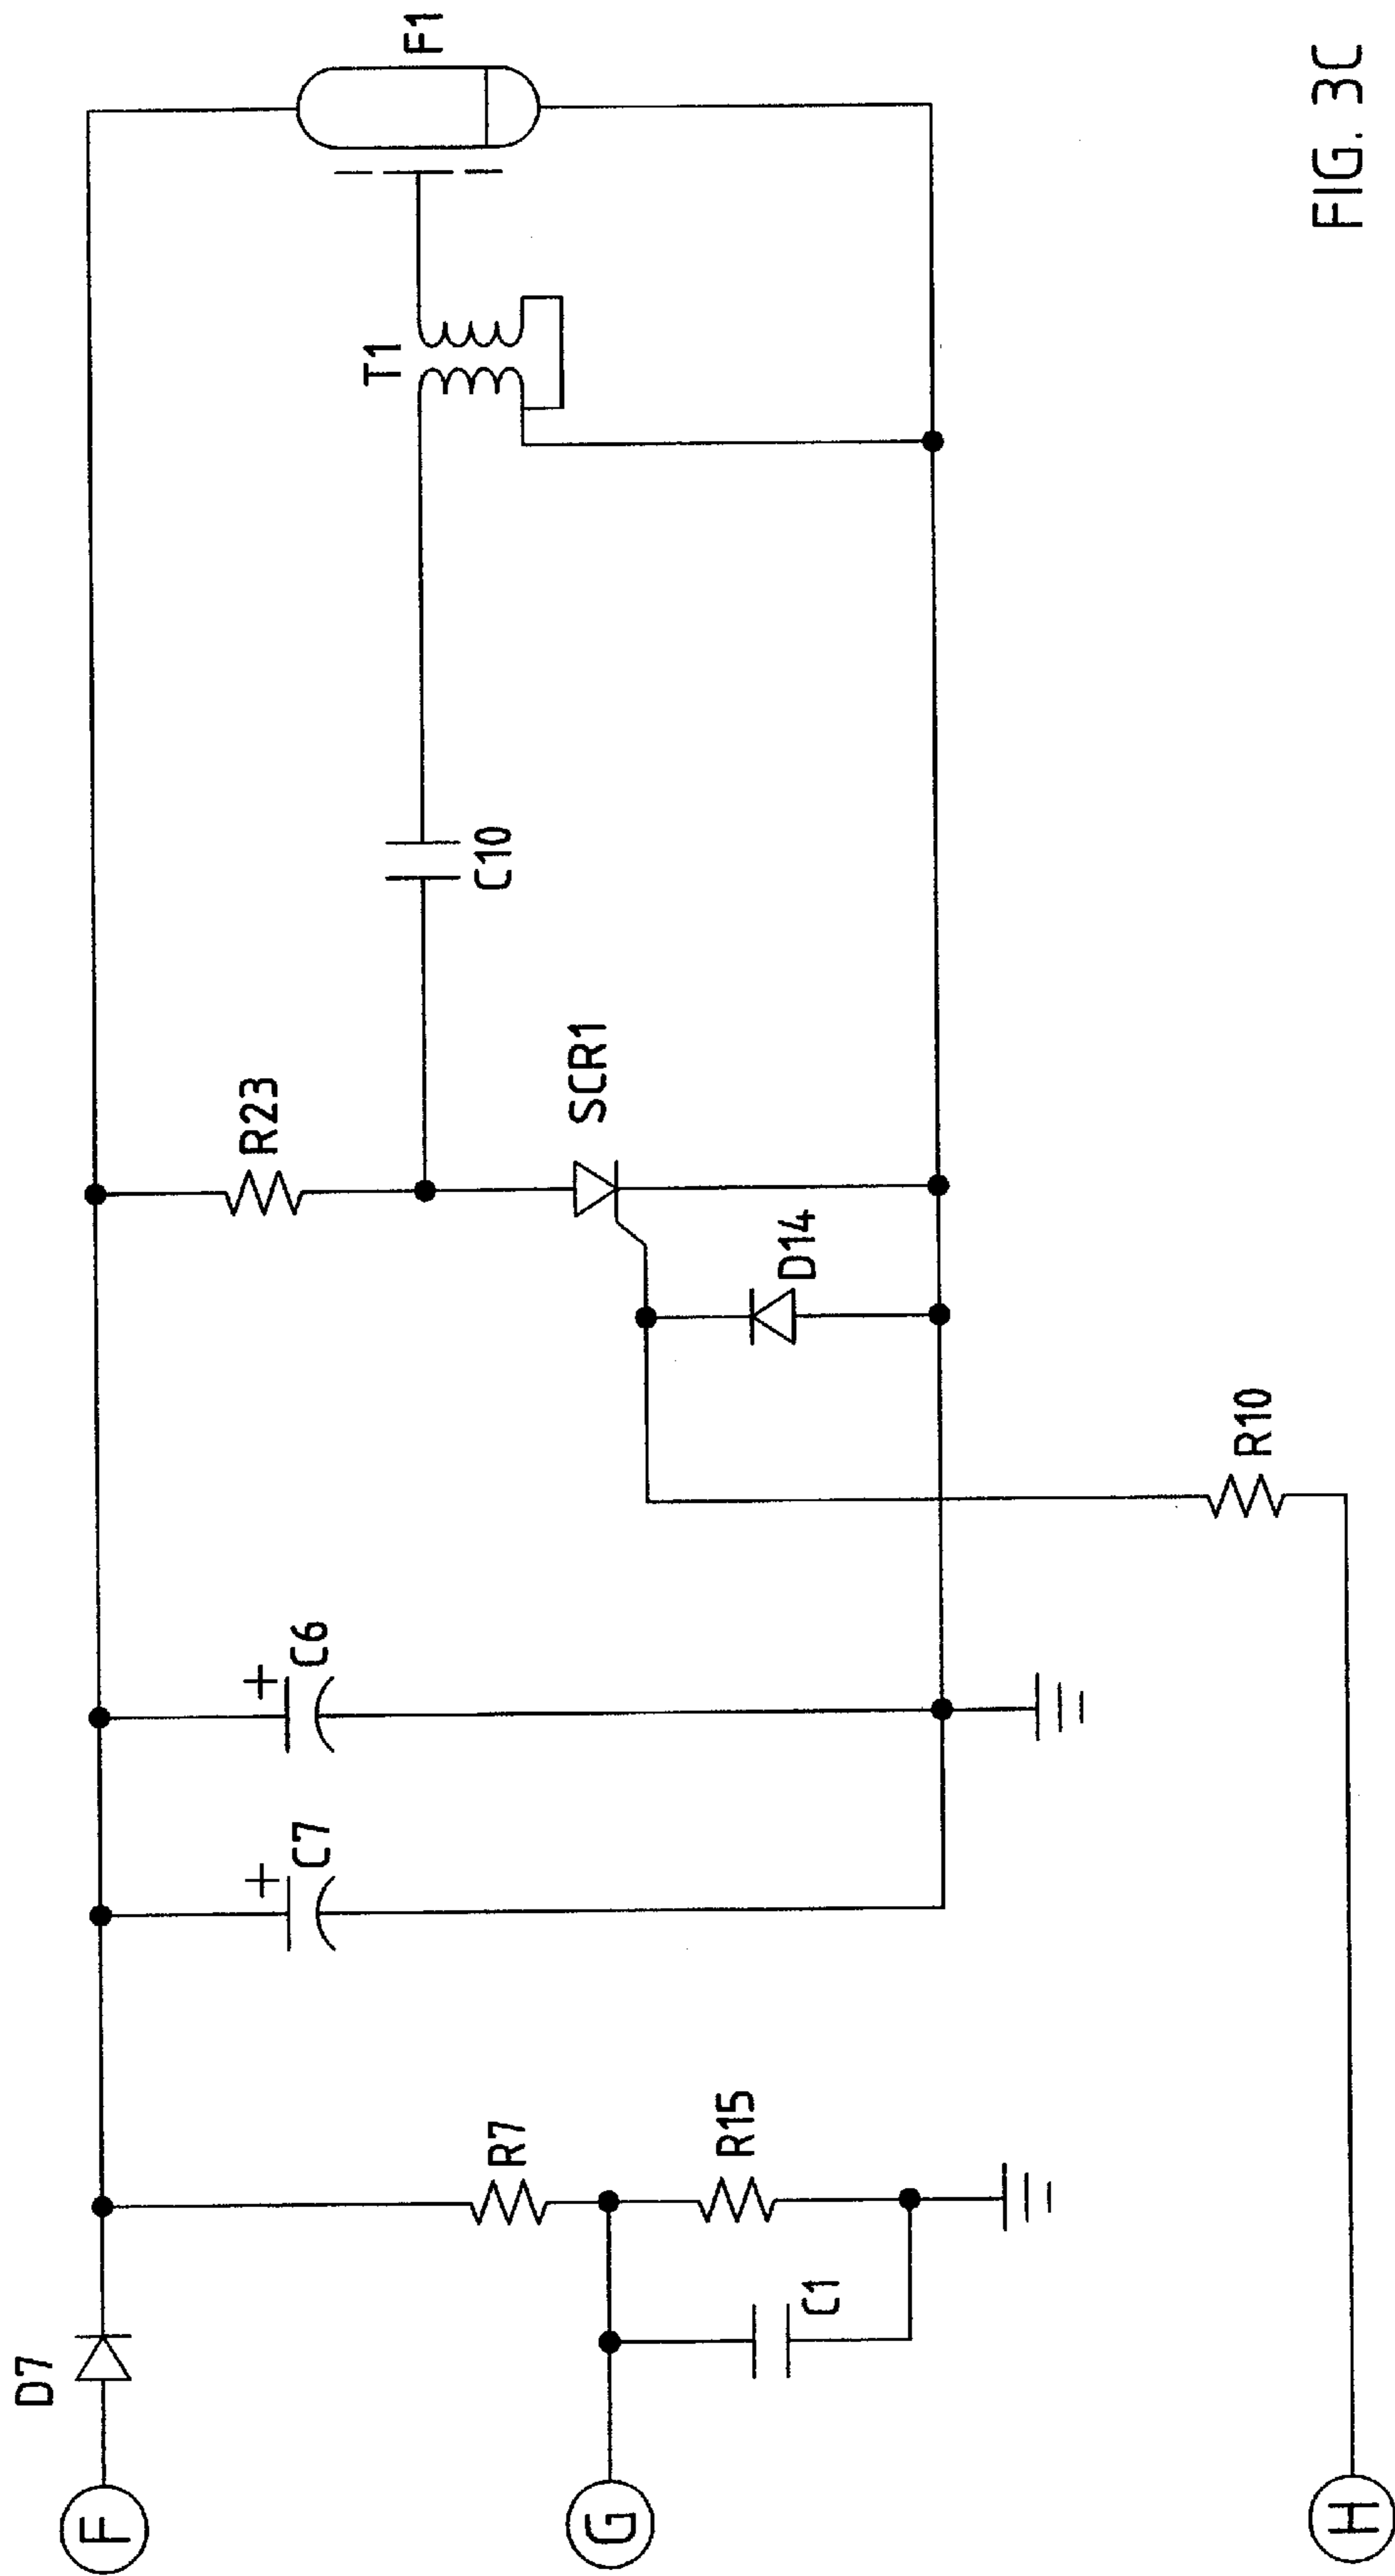 F
D7
G
H
C1
R7
R15
+
C7
+
C6
R10
D14
R23
SCR1
C10
T1
F1
FIG. 3C